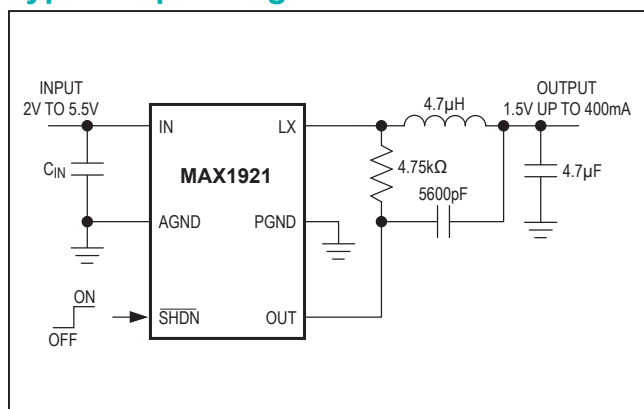 INPUT
2V TO 5.5V
OUTPUT
1.5V UP TO 400mA
4.7µH
IN
LX
CIN
4.75kΩ
4.7µF
MAX1921
5600pF
AGND
PGND
ON
OFF
SHDN
OUT